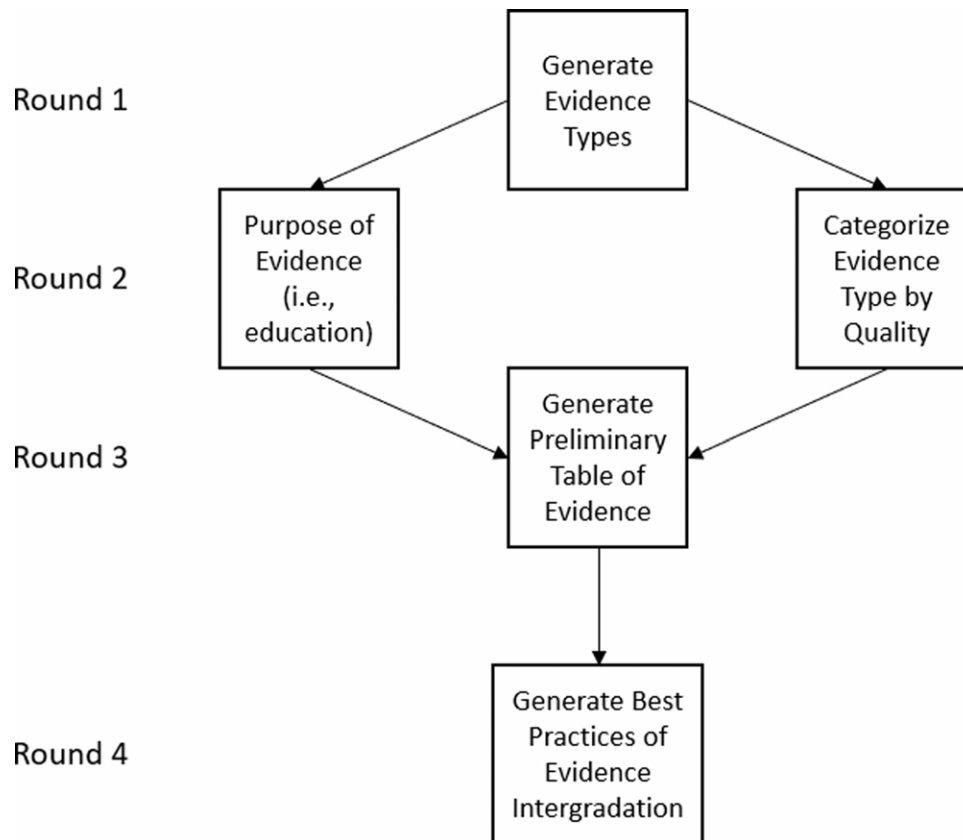 Round 1
Generate
Evidence
Types
Round 2
Purpose of
Evidence
(i.e.,
education)
Categorize
Evidence
Type by
Quality
Round 3
Generate
Preliminary
Table of
Evidence
Round 4
Generate Best
Practices of
Evidence
Intergradation